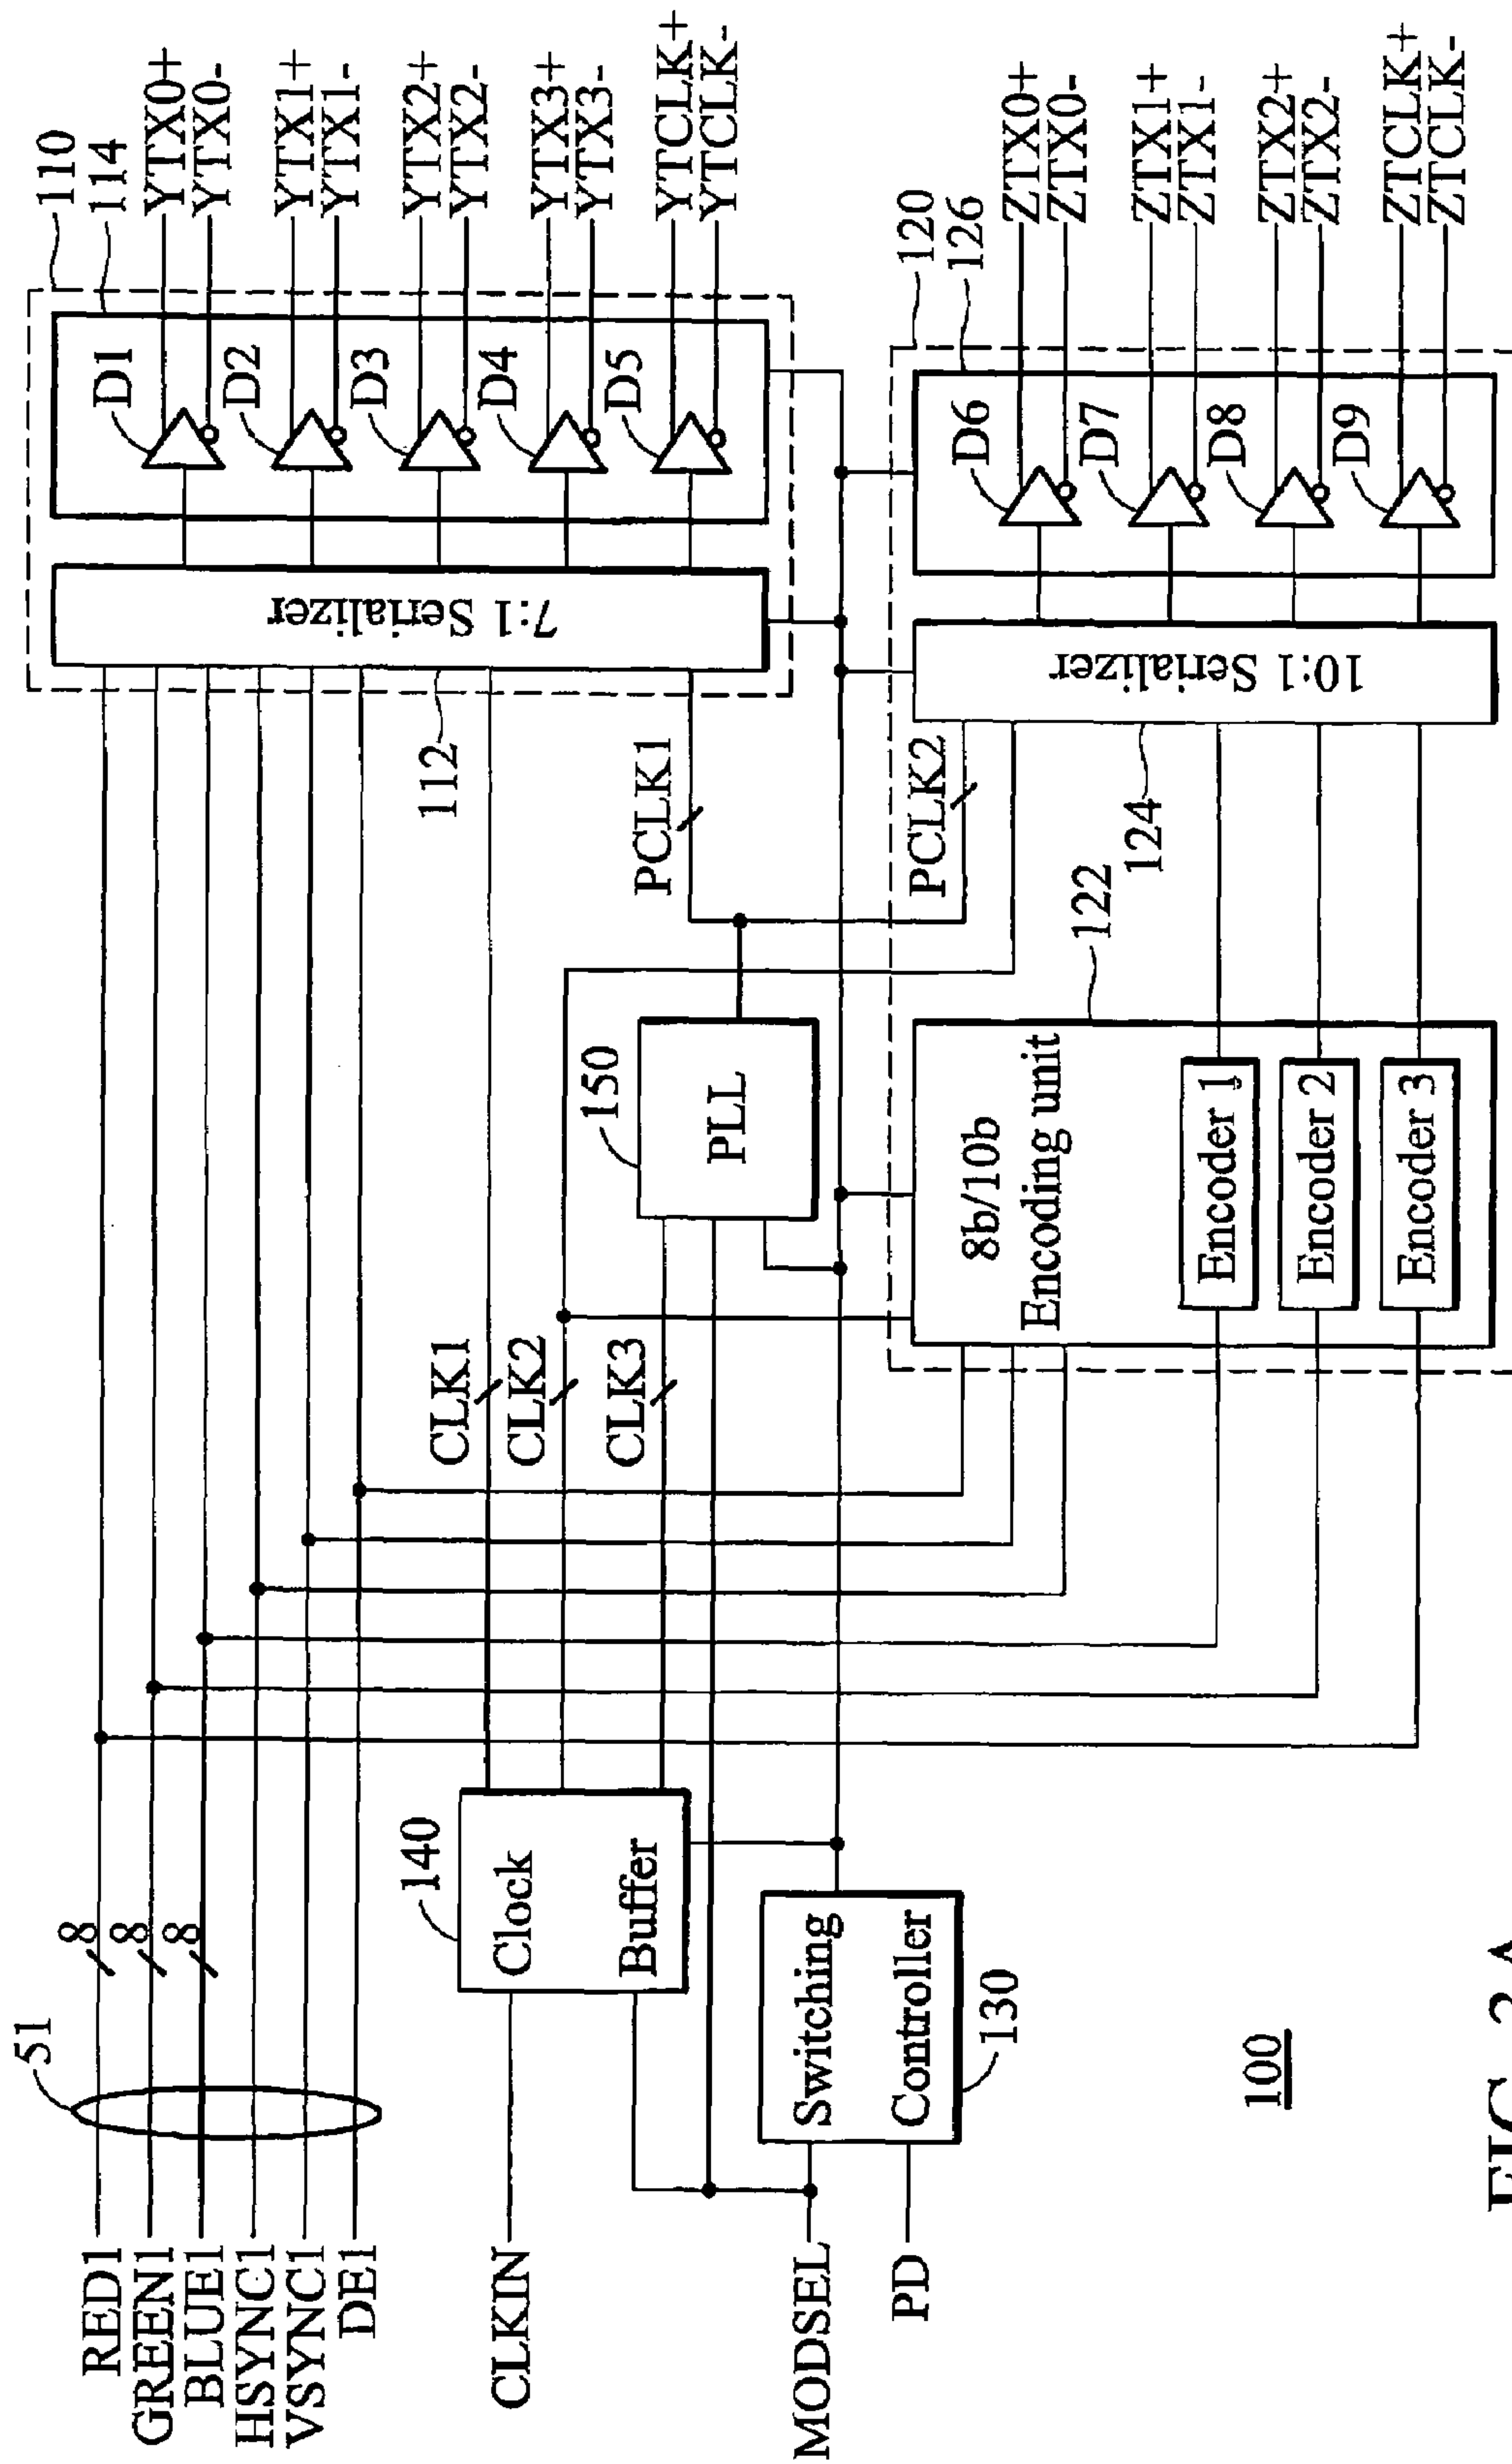 RED1
GREEN1
BLUE1
HSYNC1
VSYNC1
DE1
51
8
8
8
CLKIN
MODSEL
PD
140
Clock
Buffer
Switching
Controller
130
CLK1
CLK2
CLK3
150
PLL
PCLK1
PCLK2
122
8b/10b
Encoding unit
Encoder 1
Encoder 2
Encoder 3
112
7:1 Serializer
124
10:1 Serializer
110
114
D1
D2
D3
D4
D5
YTX0+
YTX0-
YTX1+
YTX1-
YTX2+
YTX2-
YTX3+
YTX3-
YTCLK+
YTCLK-
120
126
D6
D7
D8
D9
ZTX0+
ZTX0-
ZTX1+
ZTX1-
ZTX2+
ZTX2-
ZTCLK+
ZTCLK-
100